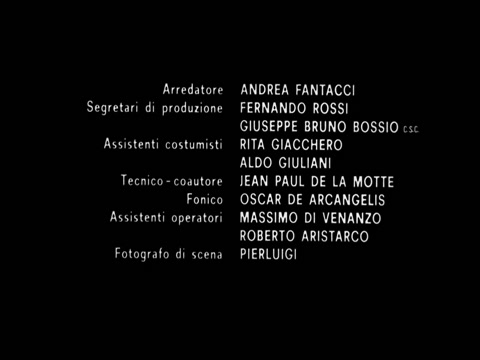 Arredatore ANDREA FANTACCI
Segretari di produzione FERNANDO ROSSI
GIUSEPPE BRUNO BOSSIO c.s.c.
Assistenti costumisti RITA GIACCHERO
ALDO GIULIANI
Tecnico-coautore JEAN PAUL DE LA MOTTE
Fonico OSCAR DE ARCANGELIS
Assistenti operatori MASSIMO DI VENANZO
ROBERTO ARISTARCO
Fotografo di scena PIERLUIGI